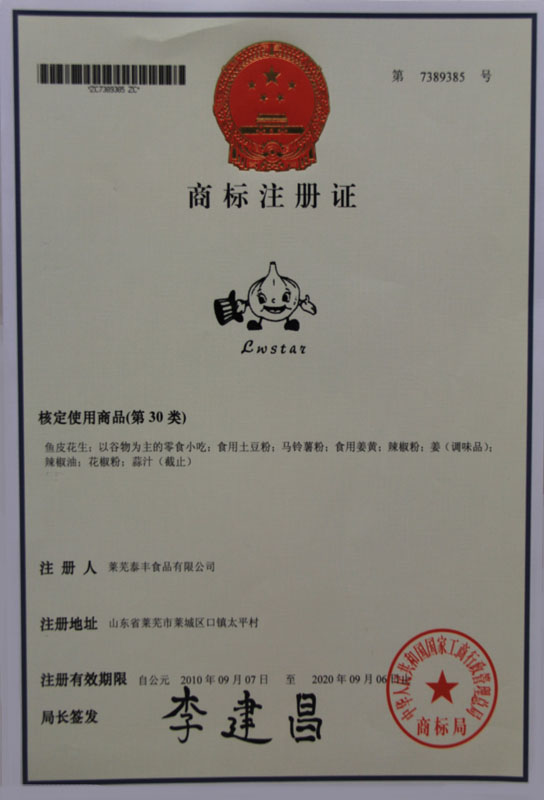 *ZC7389385 ZC*
第 7389385 号
商标注册证
Lwstar
核定使用商品(第 30 类)
鱼皮花生；以谷物为主的零食小吃；食用土豆粉；马铃薯粉；食用姜黄；辣椒粉；姜（调味品）；
辣椒油；花椒粉；蒜汁（截止）
注 册 人 莱芜泰丰食品有限公司
注册地址 山东省莱芜市莱城区口镇太平村
注册有效期限 自公元 2010 年 09 月 07 日 至 2020 年 09 月 06 日止
局长签发 李建昌
中华人民共和国国家工商行政管理总局
商标局